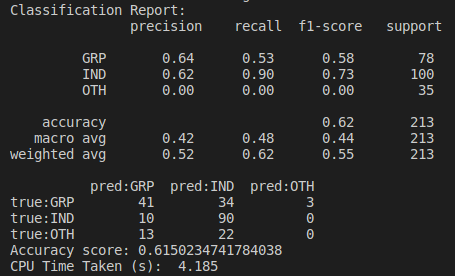 Classification Report:
precision recall f1-score support
GRP 0.64 0.53 0.58 78
IND 0.62 0.90 0.73 100
OTH 0.00 0.00 0.00 35
accuracy 0.62 213
macro avg 0.42 0.48 0.44 213
weighted avg 0.52 0.62 0.55 213
pred:GRP pred:IND pred:OTH
true:GRP 41 34 3
true:IND 10 90 0
true:OTH 13 22 0
Accuracy score: 0.6150234741784038
CPU Time Taken (s): 4.185